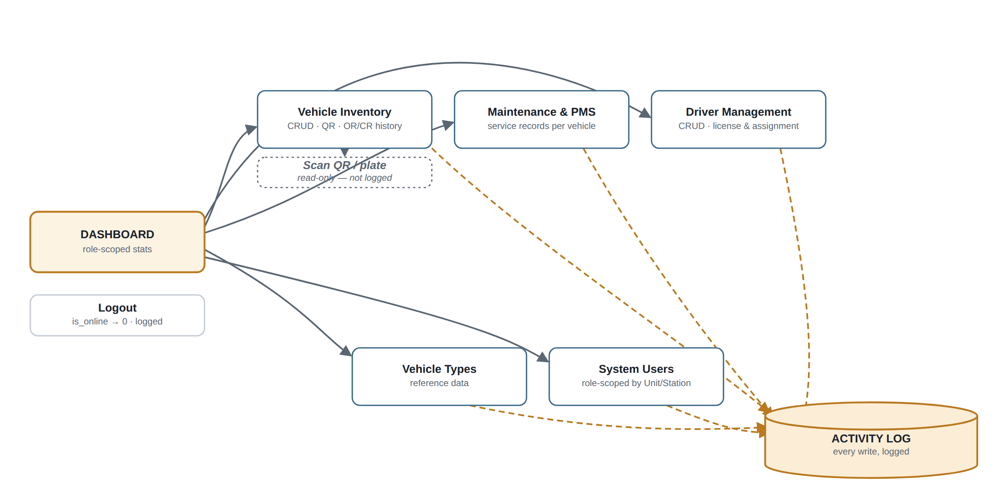 Vehicle Inventory
CRUD · QR · OR/CR history
Maintenance & PMS
service records per vehicle
Driver Management
CRUD · license & assignment
Scan QR / plate
read-only — not logged
DASHBOARD
role-scoped stats
Logout
is_online → 0 · logged
Vehicle Types
reference data
System Users
role-scoped by Unit/Station
ACTIVITY LOG
every write, logged